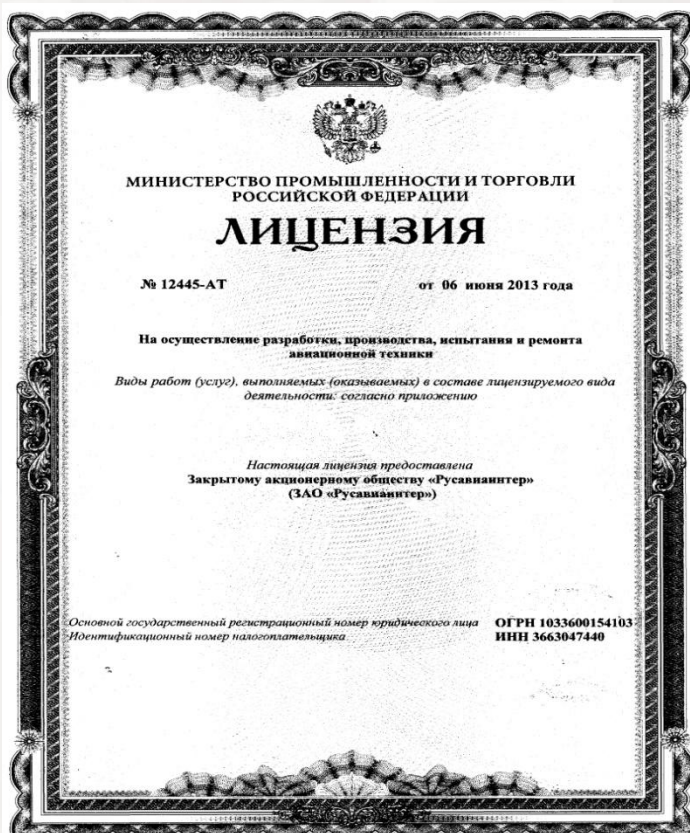 МИНИСТЕРСТВО ПРОМЫШЛЕННОСТИ И ТОРГОВЛИ
РОССИЙСКОЙ ФЕДЕРАЦИИ
ЛИЦЕНЗИЯ
№ 12445-АТ от 06 июня 2013 года
На осуществление разработки, производства, испытания и ремонта
авиационной техники
Виды работ (услуг), выполняемых (оказываемых) в составе лицензируемого вида
деятельности: согласно приложению
Настоящая лицензия предоставлена
Закрытому акционерному обществу «Русавиаинтер»
(ЗАО «Русавиаинтер»)
Основной государственный регистрационный номер юридического лица ОГРН 1033600154103
Идентификационный номер налогоплательщика ИНН 3663047440